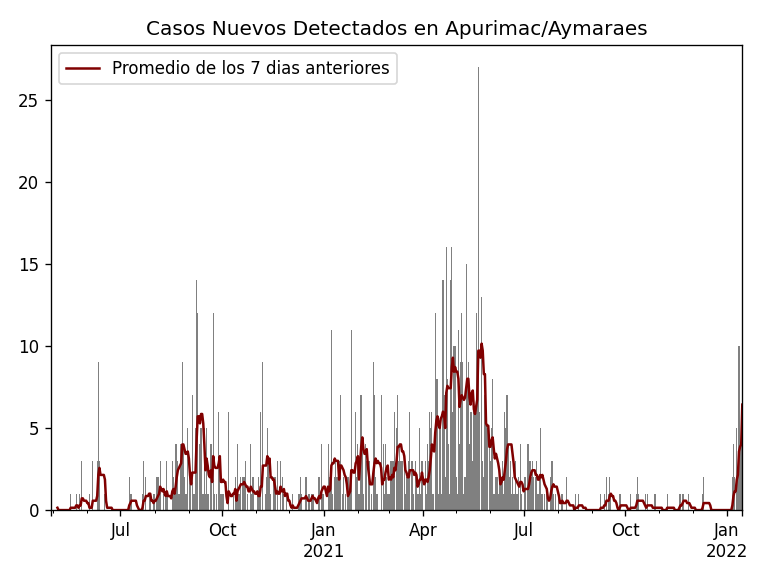 Casos Nuevos Detectados en Apurimac/Aymaraes
Promedio de los 7 dias anteriores
25
20
15
10
5
0
Jul Oct Jan Apr Jul Oct Jan
2021 2022